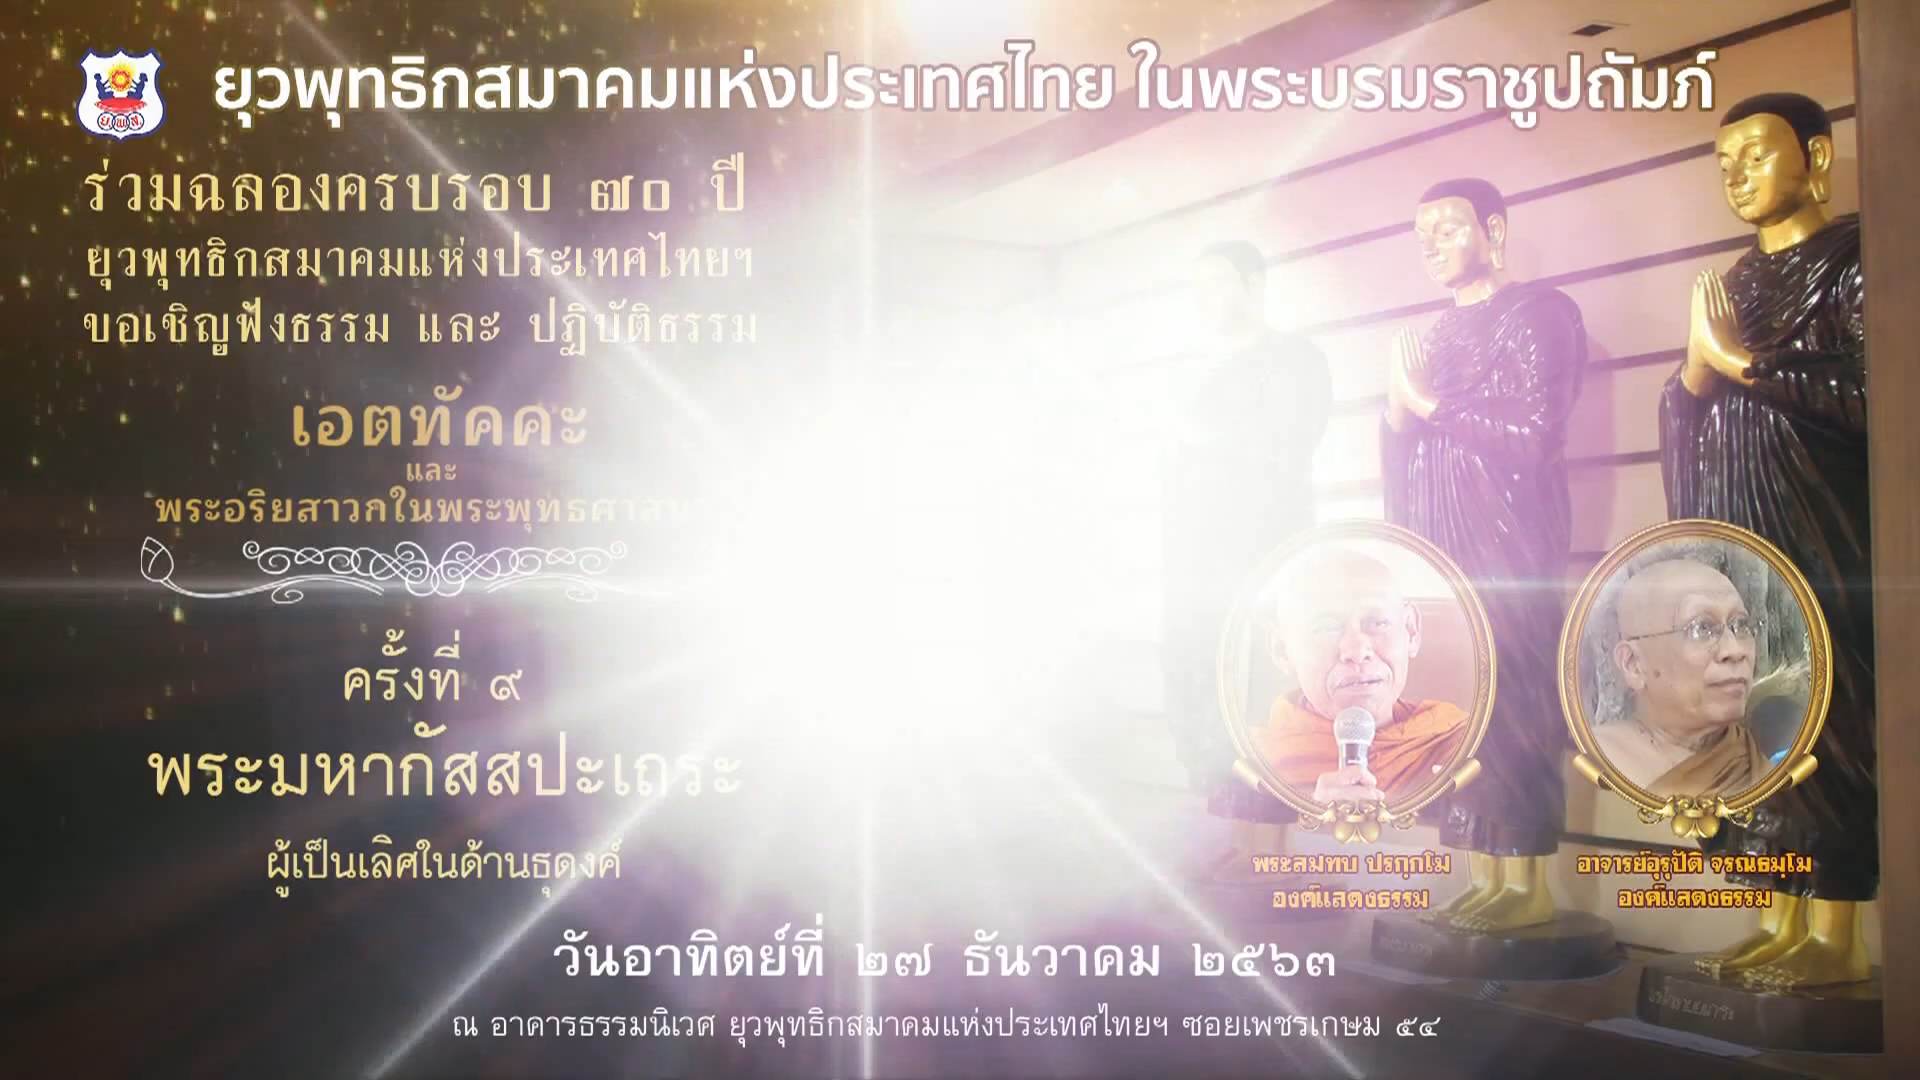 ยุวพุทธิกสมาคมแห่งประเทศไทย ในพระบรมราชูปถัมภ์
ย.พ.ส.
ร่วมฉลองครบรอบ ๗๐ ปี
ยุวพุทธิกสมาคมแห่งประเทศไทยฯ
ขอเชิญฟังธรรม และ ปฏิบัติธรรม
เอตทัคคะ
และ
พระอริยสาวกในพระพุทธศาสนา
ครั้งที่ ๙
พระมหากัสสปะเถระ
ผู้เป็นเลิศในด้านธุดงค์
พระสมทบ ปรกฺกโม
องค์แสดงธรรม
อาจารย์อุรุปัติ จรณธมฺโม
องค์แสดงธรรม
วันอาทิตย์ที่ ๒๗ ธันวาคม ๒๕๖๓
ณ อาคารธรรมนิเวศ ยุวพุทธิกสมาคมแห่งประเทศไทยฯ ซอยเพชรเกษม ๕๔